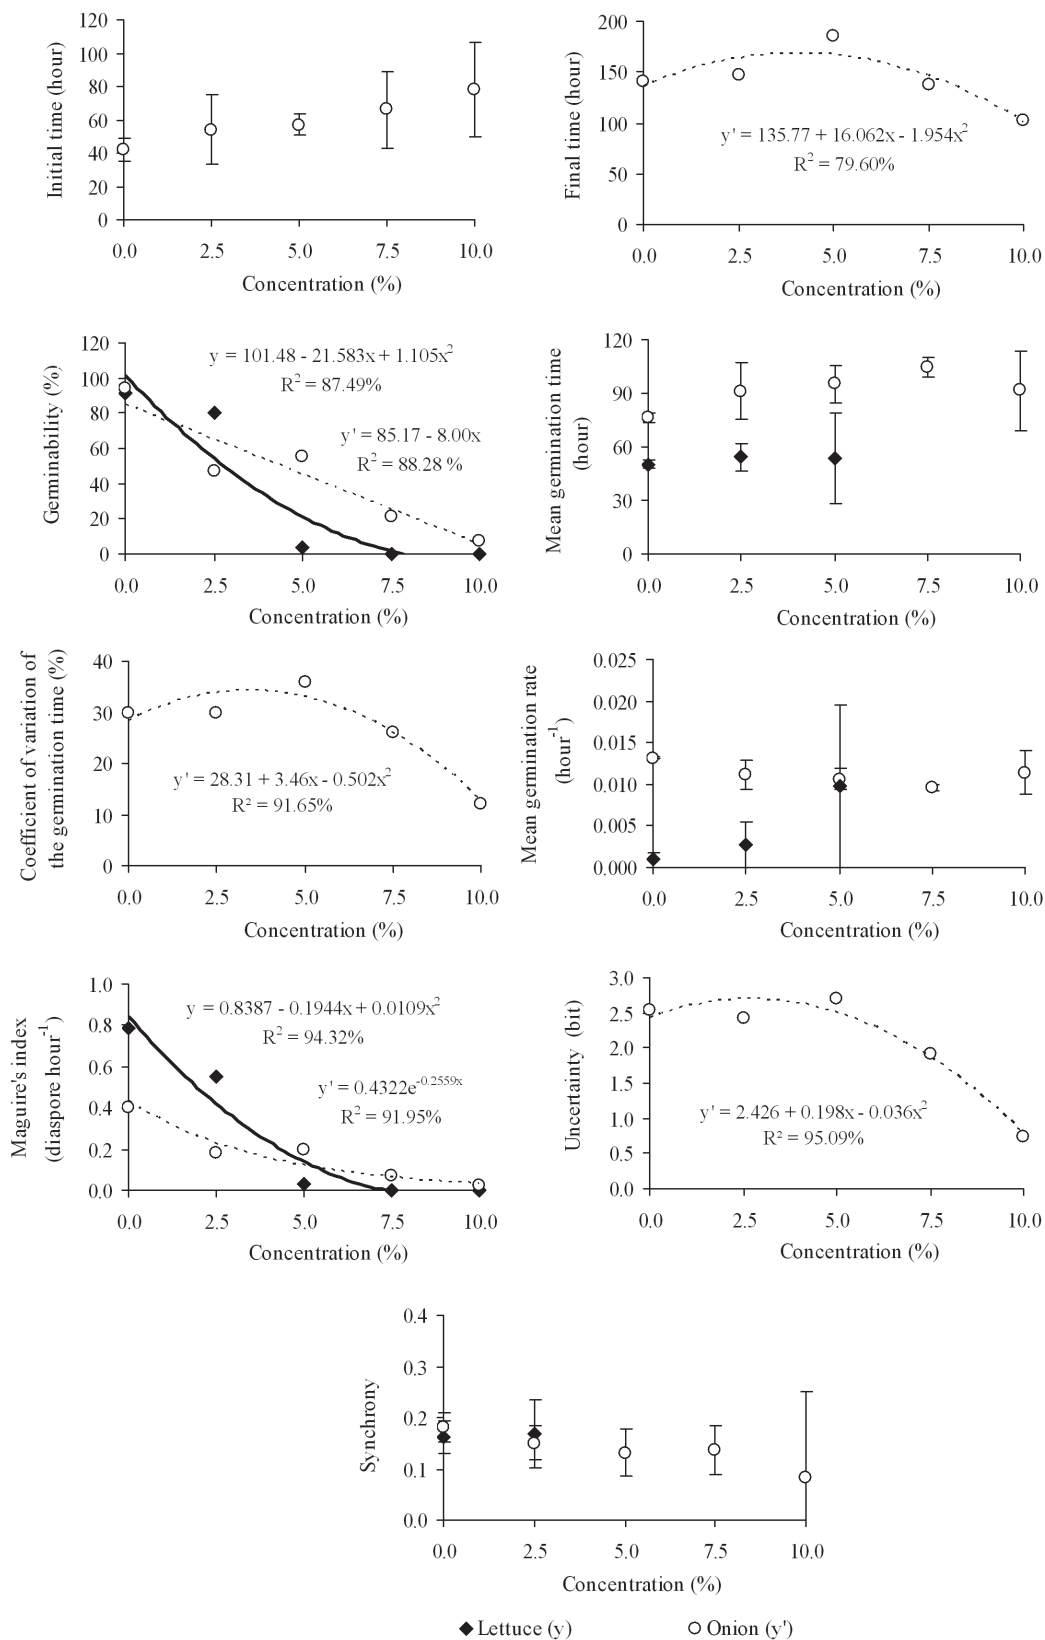 Initial time (hour)
120
100
80
60
40
20
0
0.0 2.5 5.0 7.5 10.0
Concentration (%)
Final time (hour)
200
150
100
50
0
y' = 135.77 + 16.062x - 1.954x²
R² = 79.60%
0.0 2.5 5.0 7.5 10.0
Concentration (%)
Germinability (%)
120
100
80
60
40
20
0
y = 101.48 - 21.583x + 1.105x²
R² = 87.49%
y' = 85.17 - 8.00x
R² = 88.28 %
0.0 2.5 5.0 7.5 10.0
Concentration (%)
Mean germination time
(hour)
120
90
60
30
0
0.0 2.5 5.0 7.5 10.0
Concentration (%)
Coefficient of variation of
the germination time (%)
40
30
20
10
0
y' = 28.31 + 3.46x - 0.502x²
R² = 91.65%
0.0 2.5 5.0 7.5 10.0
Concentration (%)
Mean germination rate
(hour⁻¹)
0.025
0.020
0.015
0.010
0.005
0.000
0.0 2.5 5.0 7.5 10.0
Concentration (%)
Maguire's index
(diaspore hour⁻¹)
1.0
0.8
0.6
0.4
0.2
0.0
y = 0.8387 - 0.1944x + 0.0109x²
R² = 94.32%
y' = 0.4322e⁻⁰·²⁵⁵⁹ˣ
R² = 91.95%
0.0 2.5 5.0 7.5 10.0
Concentration (%)
Uncertainty (bit)
3.0
2.5
2.0
1.5
1.0
0.5
0.0
y' = 2.426 + 0.198x - 0.036x²
R² = 95.09%
0.0 2.5 5.0 7.5 10.0
Concentration (%)
Synchrony
0.4
0.3
0.2
0.1
0.0
0.0 2.5 5.0 7.5 10.0
Concentration (%)
Lettuce (y) Onion (y')